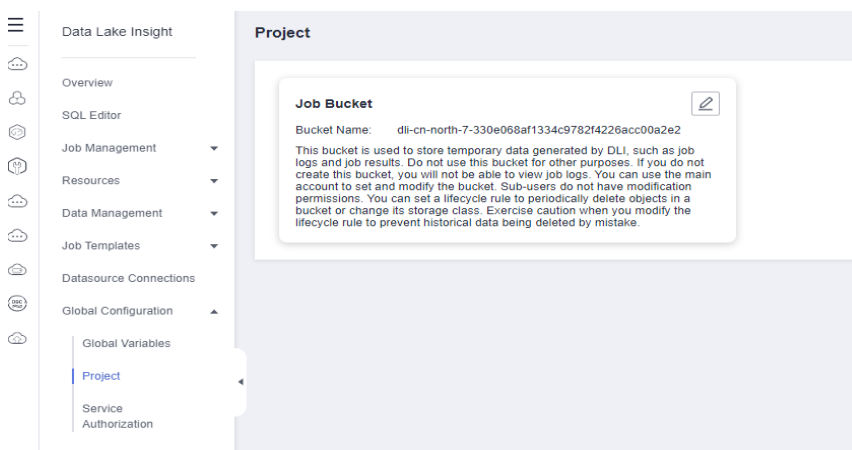 Data Lake Insight
Overview
SQL Editor
Job Management
Resources
Data Management
Job Templates
Datasource Connections
Global Configuration
Global Variables
Project
Service
Authorization
Project
Job Bucket
Bucket Name: dli-cn-north-7-330e068af1334c9782f4226acc00a2e2
This bucket is used to store temporary data generated by DLI, such as job
logs and job results. Do not use this bucket for other purposes. If you do not
create this bucket, you will not be able to view job logs. You can use the main
account to set and modify the bucket. Sub-users do not have modification
permissions. You can set a lifecycle rule to periodically delete objects in a
bucket or change its storage class. Exercise caution when you modify the
lifecycle rule to prevent historical data being deleted by mistake.